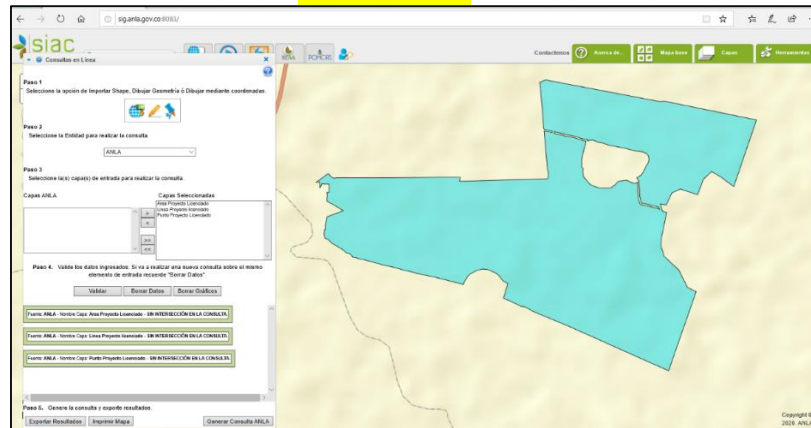 sig.anla.gov.co:8083/
siac
Contactenos
Acerca de...
Mapa base
Capas
Herramientas
REAA
POMCAS
Consultas en Línea
Paso 1
Seleccione la opción de Importar Shape, Dibujar Geometría ó Dibujar mediante coordenadas.
Paso 2
Seleccione la Entidad para realizar la consulta
ANLA
Paso 3
Seleccione la(s) capa(s) de entrada para realizar la consulta
Capas ANLA
Capas Seleccionadas
Area Proyecto Licenciado
Linea Proyecto licenciado
Punto Proyecto Licenciado
>
<
>>
<<
Paso 4. Valide los datos ingresados. Si va a realizar una nueva consulta sobre el mismo
elemento de entrada recuerde "Borrar Datos".
Validar
Borrar Datos
Borrar Gráficos
Fuente: ANLA - Nombre Capa: Area Proyecto Licenciado - SIN INTERSECCIÓN EN LA CONSULTA.
Fuente: ANLA - Nombre Capa: Linea Proyecto licenciado - SIN INTERSECCIÓN EN LA CONSULTA.
Fuente: ANLA - Nombre Capa: Punto Proyecto Licenciado - SIN INTERSECCIÓN EN LA CONSULTA.
Paso 5. Genere la consulta y exporte resultados.
Exportar Resultados
Imprimir Mapa
Generar Consulta ANLA
Copyright ©
2020 ANLA